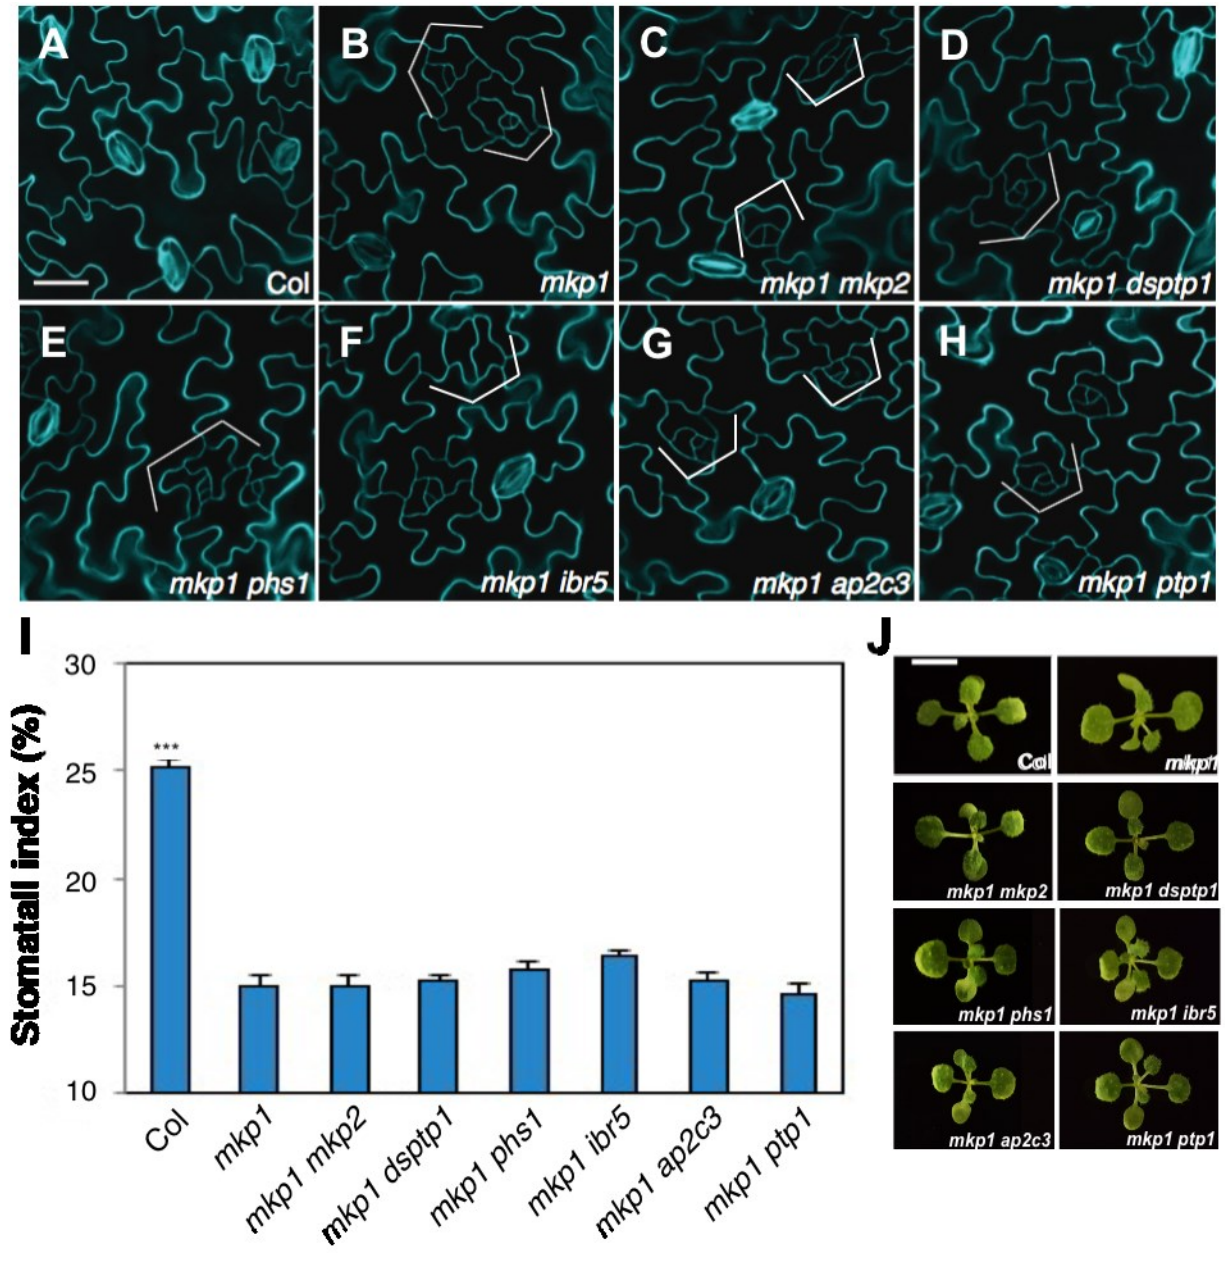 A
B
C
D
Col
mkp1
mkp1 mkp2
mkp1 dsptp1
E
F
G
H
mkp1 phs1
mkp1 ibr5
mkp1 ap2c3
mkp1 ptp1
I
J
Stomatall index (%)
30
25
20
15
10
***
Col
mkp1
mkp1 mkp2
mkp1 dsptp1
mkp1 phs1
mkp1 ibr5
mkp1 ap2c3
mkp1 ptp1
Col
mkp1
mkp1 mkp2
mkp1 dsptp1
mkp1 phs1
mkp1 ibr5
mkp1 ap2c3
mkp1 ptp1